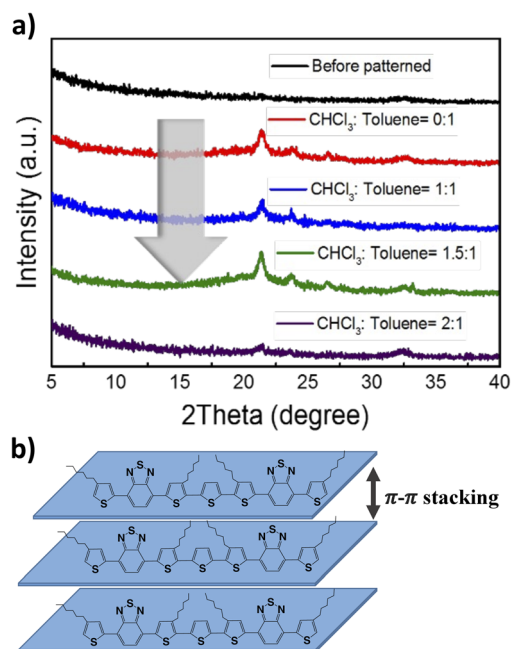 a)
Intensity (a.u.)
Before patterned
CHCl3: Toluene= 0:1
CHCl3: Toluene= 1:1
CHCl3: Toluene= 1.5:1
CHCl3: Toluene= 2:1
5 10 15 20 25 30 35 40
2Theta (degree)
b)
S
N N
S
N N
S S S S S S
π-π stacking
S
N N
S
N N
S S S S S S
S
N N
S
N N
S S S S S S